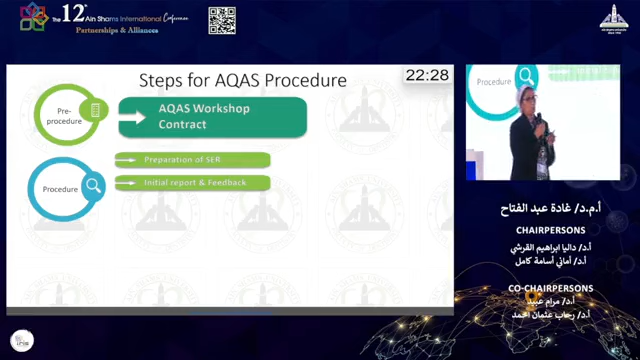 The 12th Ain Shams International Conference
Partnerships & Alliances
Steps for AQAS Procedure
22:28
Pre-
procedure
AQAS Workshop
Contract
Procedure
Preparation of SER
Initial report & Feedback
Procedure
أ.م.د/ غادة عبد الفتاح
CHAIRPERSONS
أ.د/ داليا ابراهيم القرشي
أ.د/ أماني أسامة كامل
CO-CHAIRPERSONS
أ.د/ مرام عبيد
أ.د/ رحاب عثمان احمد